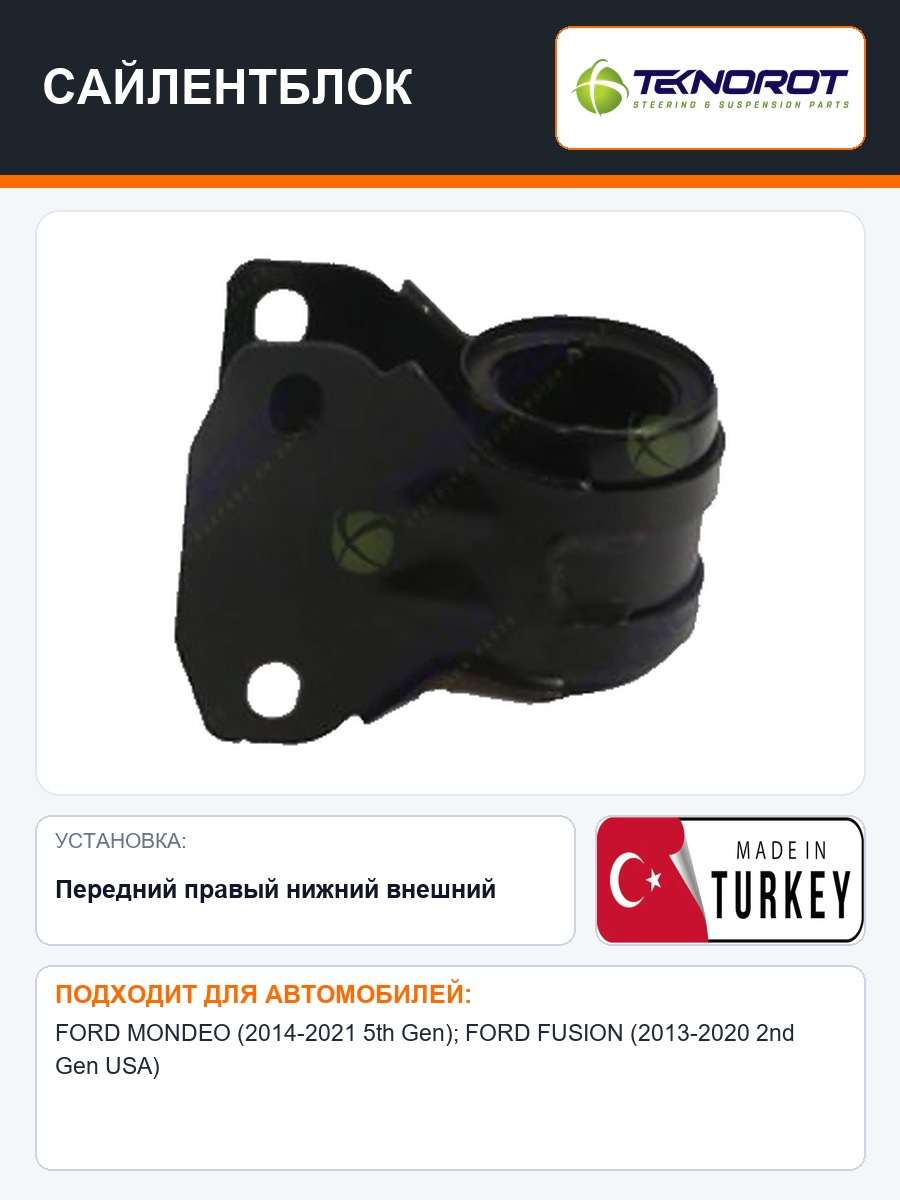 САЙЛЕНТБЛОК
TEKNOROT
STEERING & SUSPENSION PARTS
УСТАНОВКА:
Передний правый нижний внешний
MADE IN
TURKEY
ПОДХОДИТ ДЛЯ АВТОМОБИЛЕЙ:
FORD MONDEO (2014-2021 5th Gen); FORD FUSION (2013-2020 2nd
Gen USA)